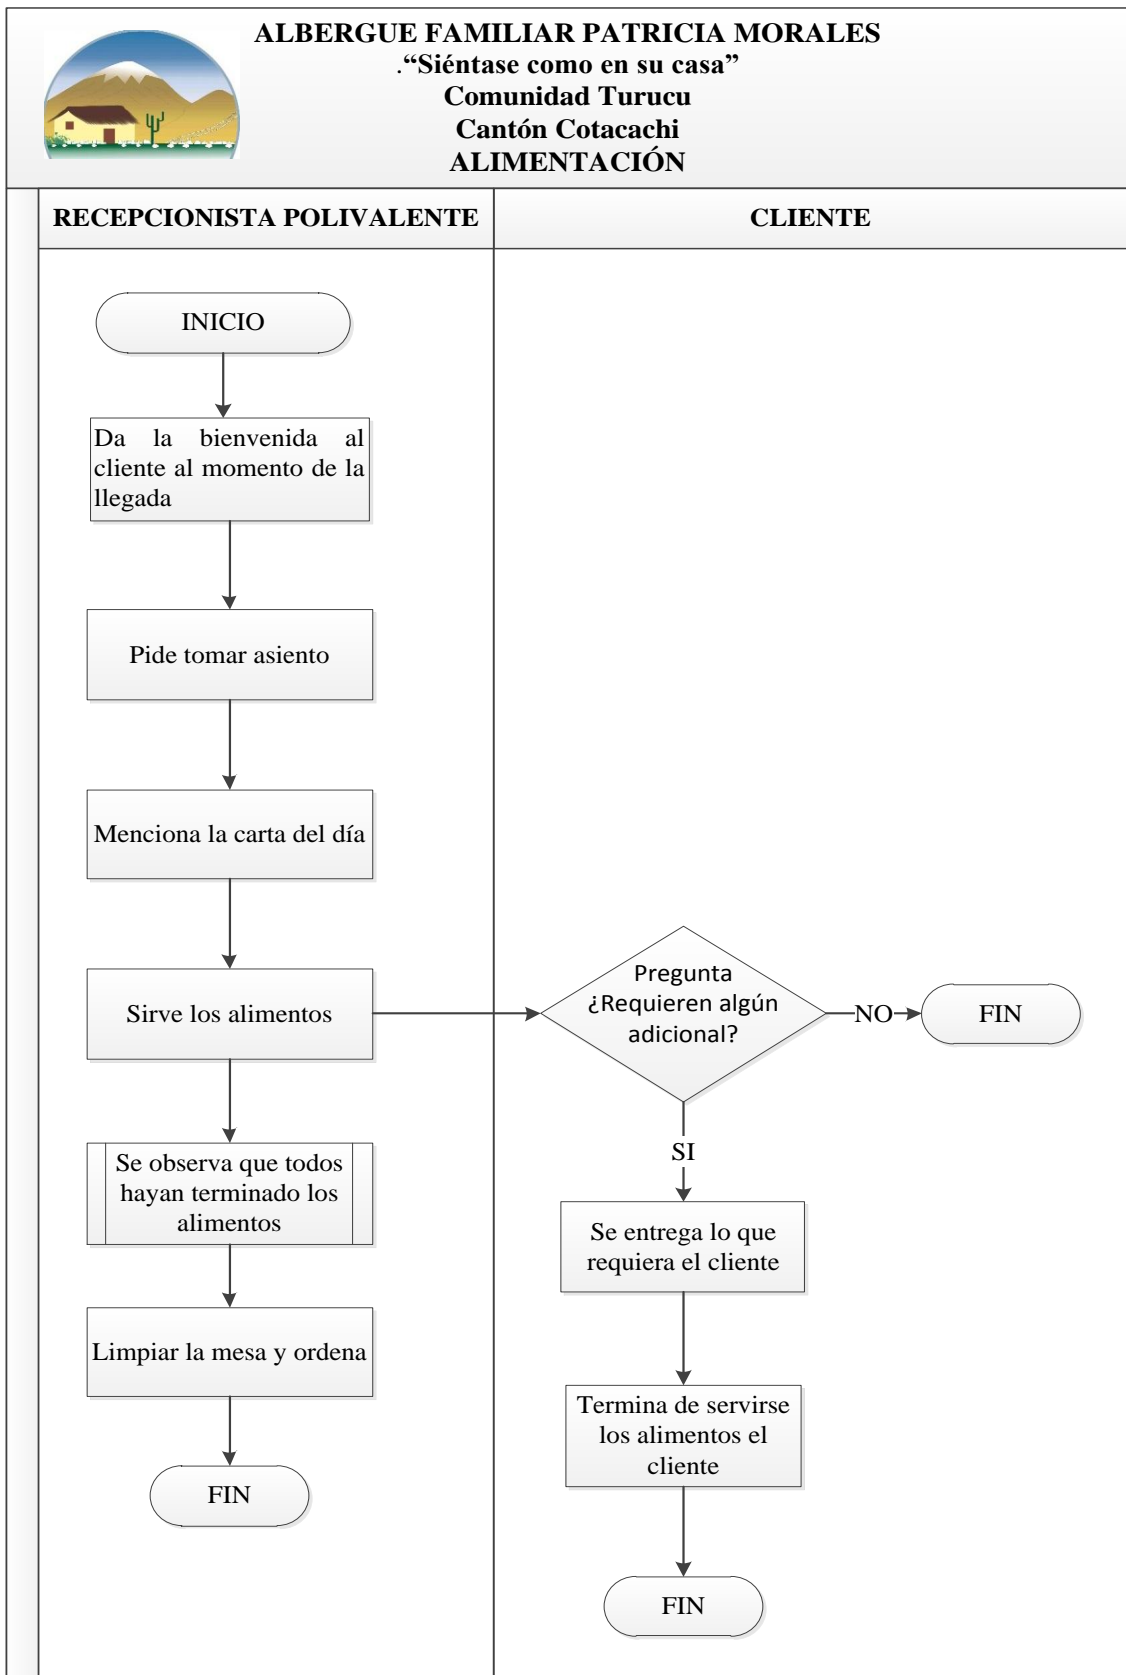 ALBERGUE FAMILIAR PATRICIA MORALES
.“Siéntase como en su casa”
Comunidad Turucu
Cantón Cotacachi
ALIMENTACIÓN
RECEPCIONISTA POLIVALENTE
CLIENTE
INICIO
Da la bienvenida al
cliente al momento de la
llegada
Pide tomar asiento
Menciona la carta del día
Sirve los alimentos
Pregunta
¿Requieren algún
adicional?
NO
FIN
SI
Se observa que todos
hayan terminado los
alimentos
Se entrega lo que
requiera el cliente
Limpiar la mesa y ordena
Termina de servirse
los alimentos el
cliente
FIN
FIN